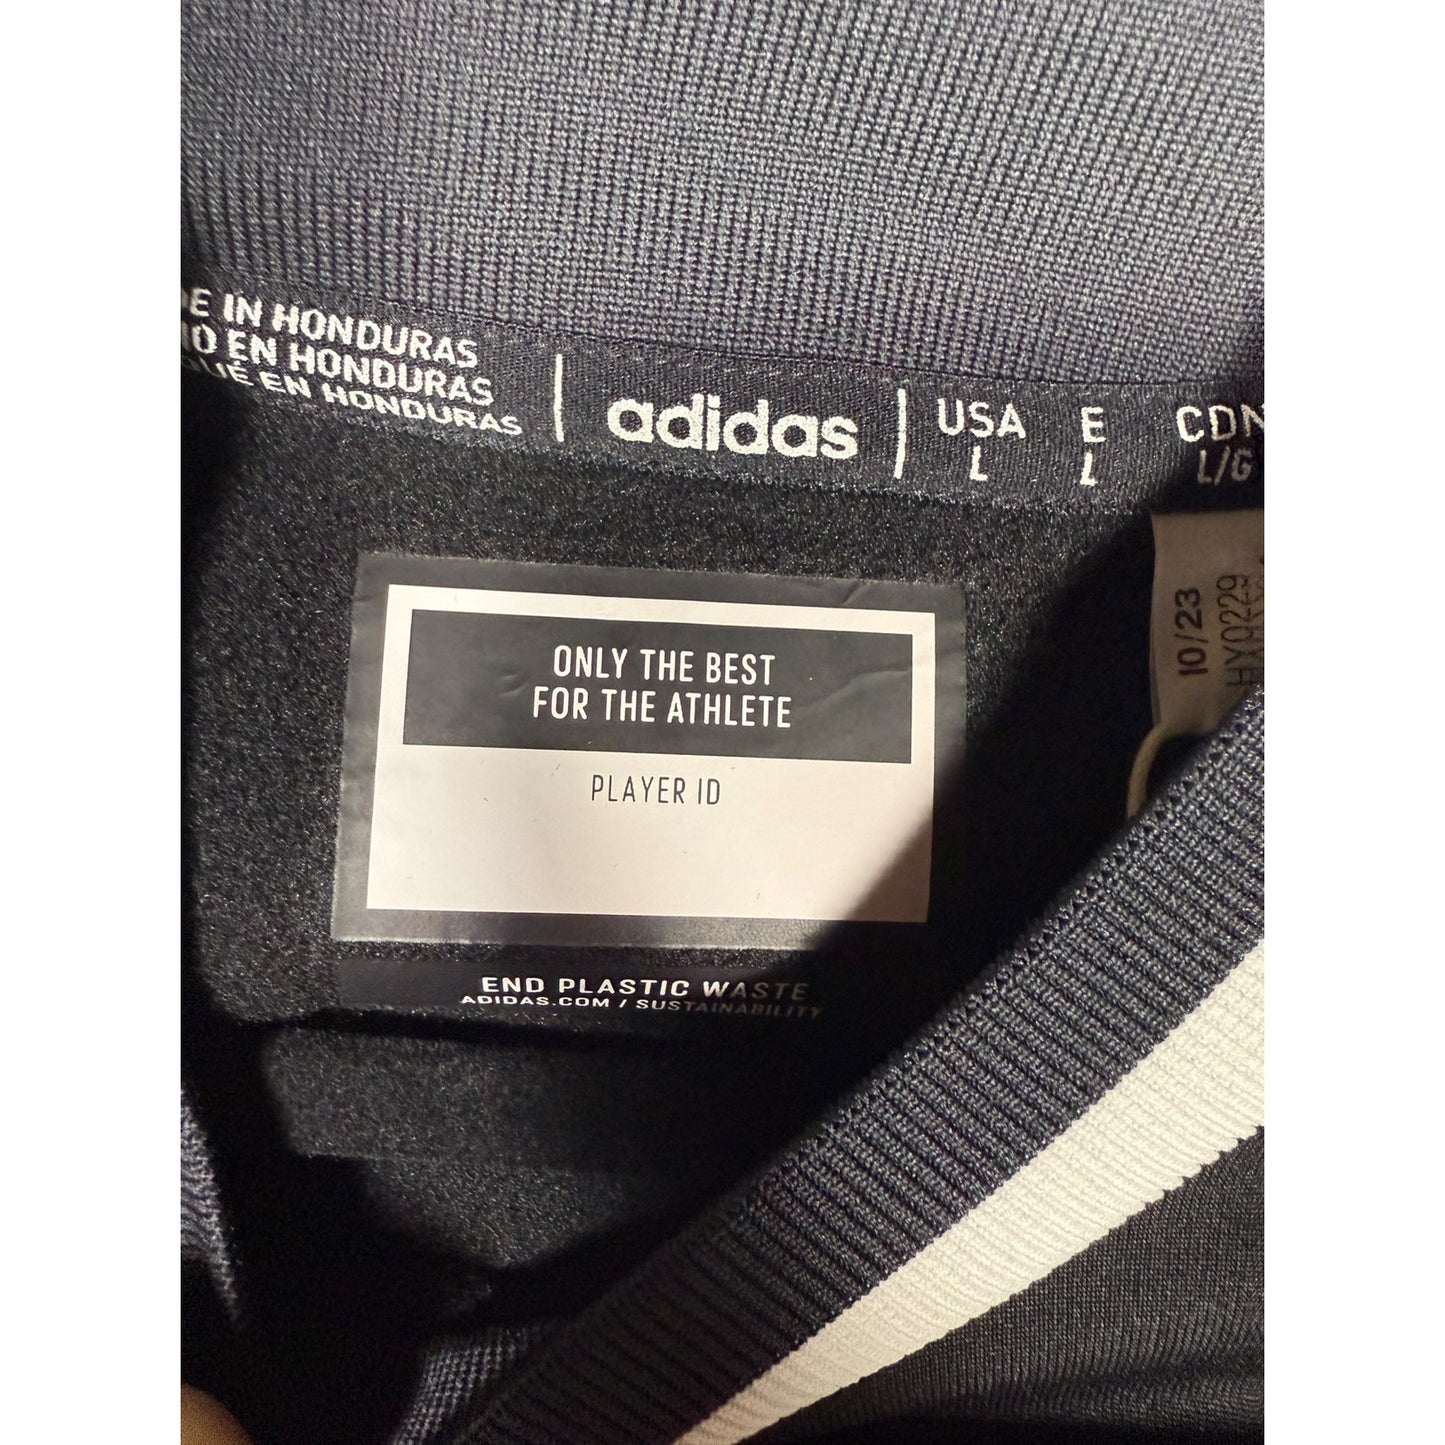 IN HONDURAS
EN HONDURAS
EN HONDURAS
adidas
USA E CDN
L L L/G
ONLY THE BEST
FOR THE ATHLETE
PLAYER ID
END PLASTIC WASTE
ADIDAS.COM / SUSTAINABILITY
10/23
HX0229